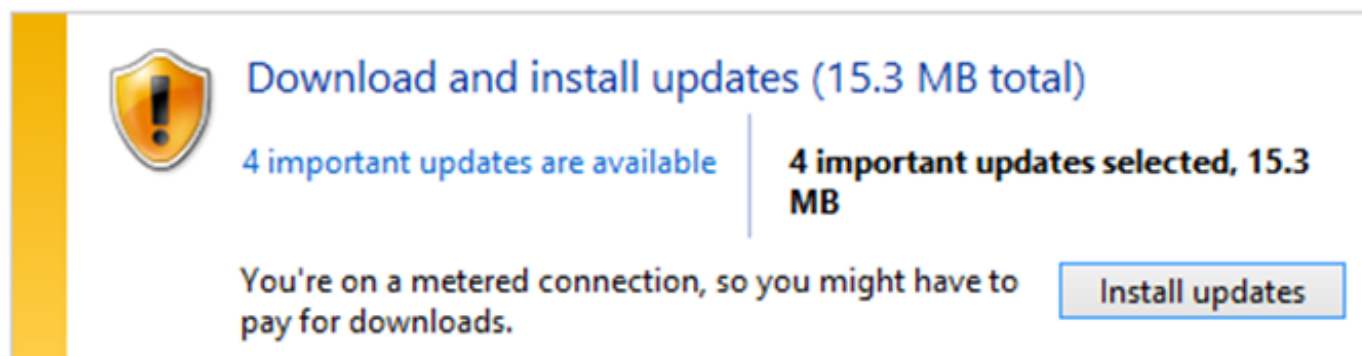 Download and install updates (15.3 MB total)
4 important updates are available
4 important updates selected, 15.3
MB
You're on a metered connection, so you might have to
pay for downloads.
Install updates